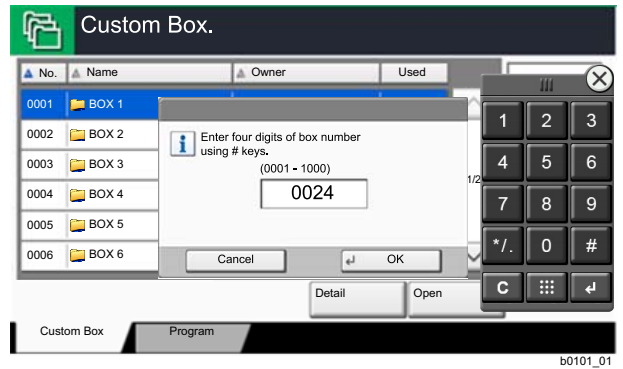 Custom Box.
No. Name Owner Used
0001 BOX 1
0002 BOX 2
0003 BOX 3
0004 BOX 4
0005 BOX 5
0006 BOX 6
Enter four digits of box number
using # keys.
(0001 - 1000)
0024
Cancel OK
1/2
1 2 3
4 5 6
7 8 9
*/. 0 #
C
Detail Open
Custom Box Program
b0101_01